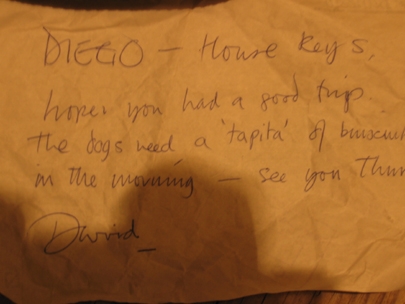 DIEGO - House Keys,
hope you had a good trip.
The dogs need a 'tapita' of
in the morning - see you
David